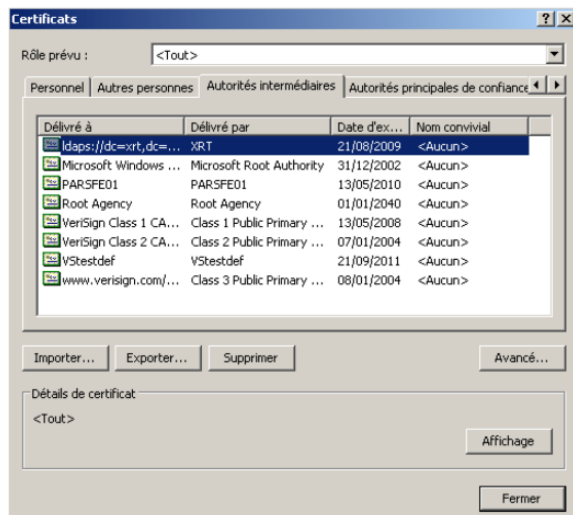 Certificats
Rôle prévu : <Tout>
Personnel Autres personnes Autorités intermédiaires Autorités principales de confiance
Délivré à Délivré par Date d'ex... Nom convivial
ldaps://dc=xrt,dc=... XRT 21/08/2009 <Aucun>
Microsoft Windows ... Microsoft Root Authority 31/12/2002 <Aucun>
PARSFE01 PARSFE01 13/05/2010 <Aucun>
Root Agency Root Agency 01/01/2040 <Aucun>
VeriSign Class 1 CA... Class 1 Public Primary ... 13/05/2008 <Aucun>
VeriSign Class 2 CA... Class 2 Public Primary ... 07/01/2004 <Aucun>
VStestdef VStestdef 21/09/2011 <Aucun>
www.verisign.com/... Class 3 Public Primary ... 08/01/2004 <Aucun>
Importer... Exporter... Supprimer Avancé...
Détails de certificat
<Tout>
Affichage
Fermer